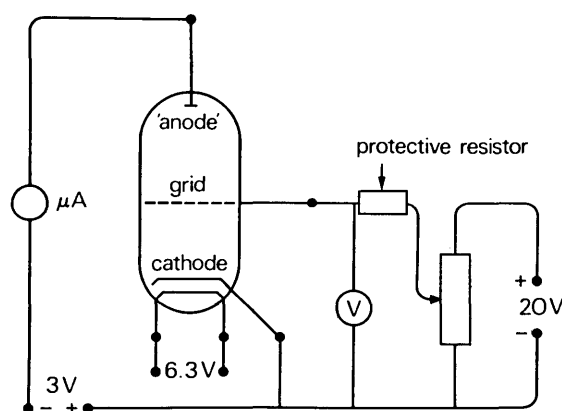 'anode'
protective resistor
grid
μA
cathode
V
+
20V
-
6.3V
3V
- +